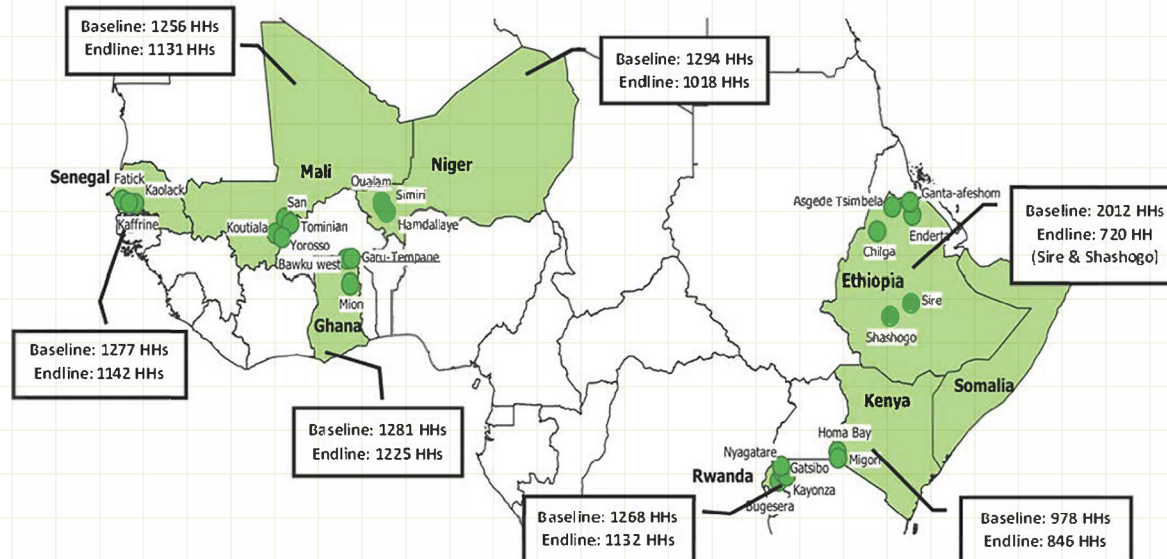 Baseline: 1256 HHs
Endline: 1131 HHs
Baseline: 1294 HHs
Endline: 1018 HHs
Mali
Niger
Senegal
Fatick
Kaolack
Kaffrine
Oualam
Simiri
Hamdallaye
San
Koutiala
Tominian
Yorosso
Bawku west
Garu-Tempane
Mion
Ghana
Asgede Tsimbela
Ganta-afeshom
Enderta
Chilga
Ethiopia
Sire
Shashogo
Baseline: 2012 HHs
Endline: 720 HH
(Sire & Shashogo)
Baseline: 1277 HHs
Endline: 1142 HHs
Baseline: 1281 HHs
Endline: 1225 HHs
Kenya
Somalia
Homa Bay
Migori
Nyagatare
Gatsibo
Rwanda
Kayonza
Bugesera
Baseline: 1268 HHs
Endline: 1132 HHs
Baseline: 978 HHs
Endline: 846 HHs